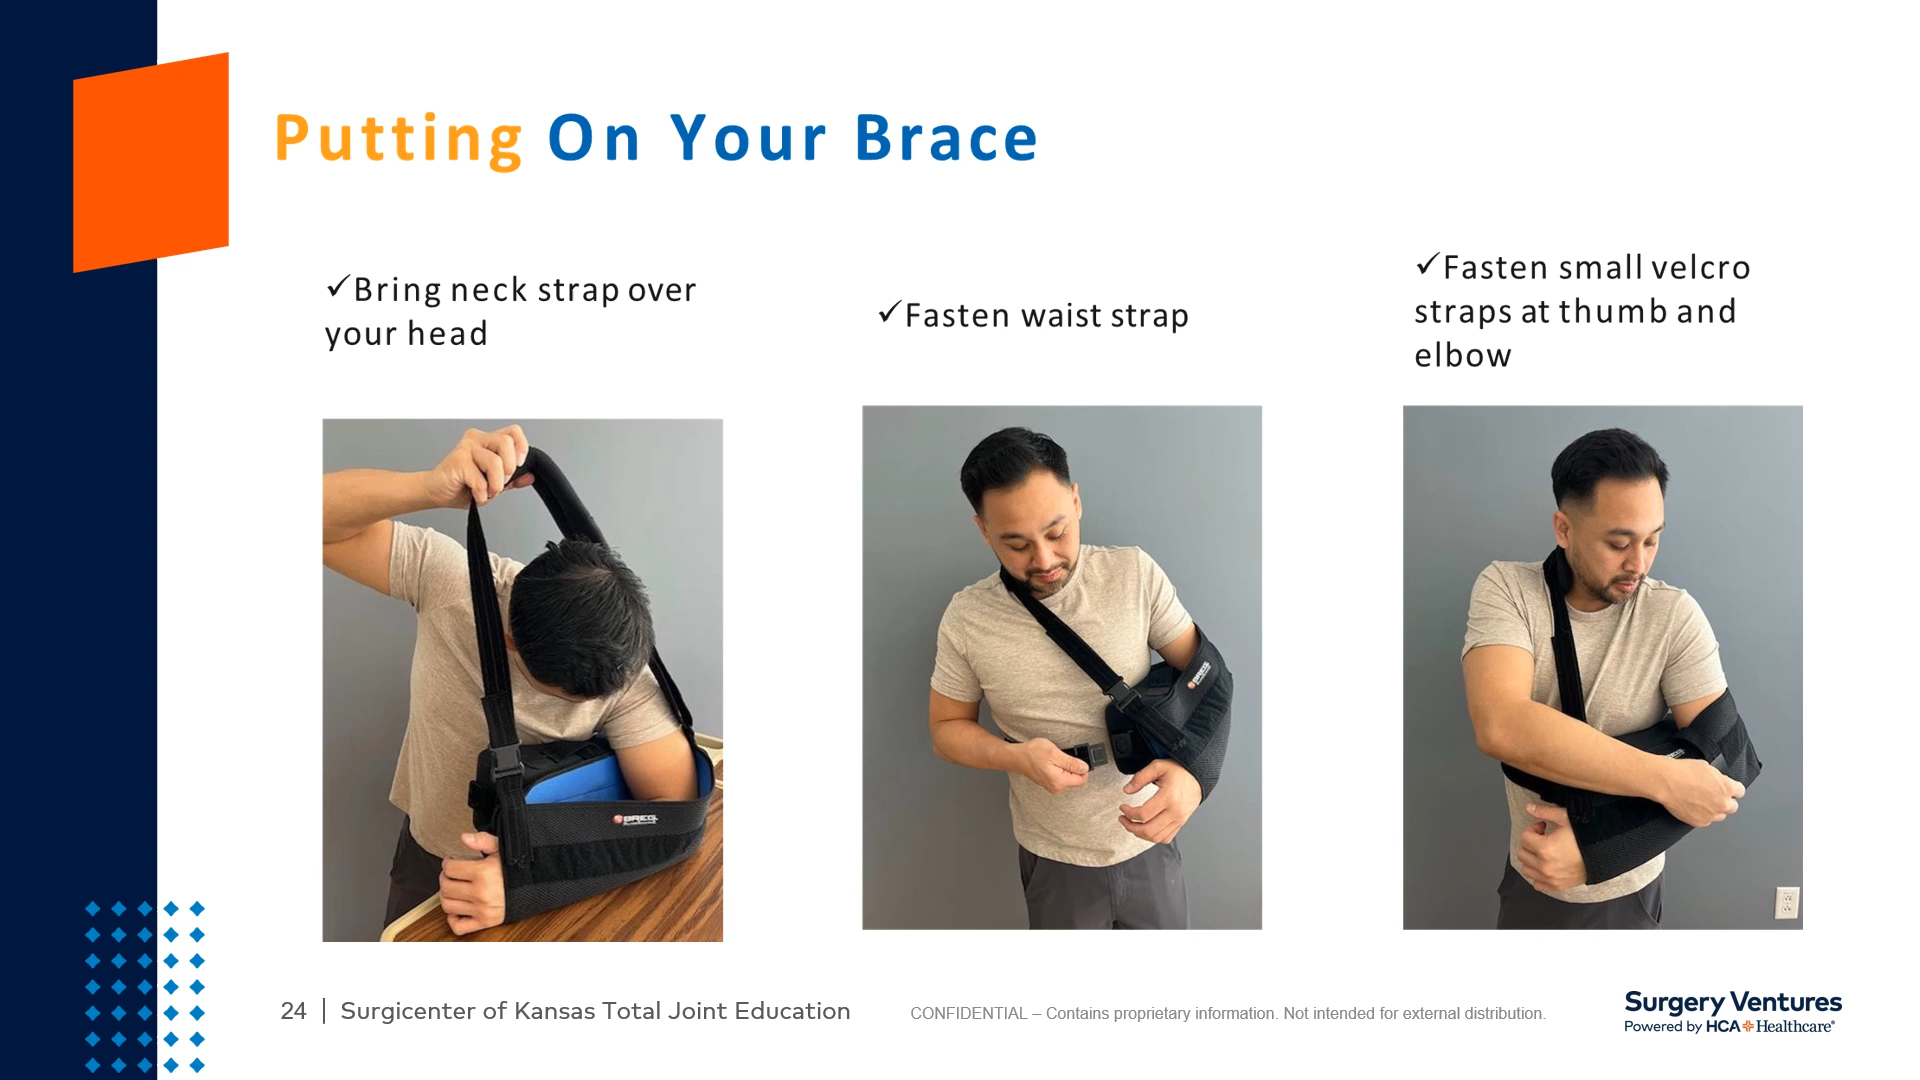 Putting On Your Brace
✓Bring neck strap over
your head
✓Fasten waist strap
✓Fasten small velcro
straps at thumb and
elbow
BREG.
BREG.
24 | Surgicenter of Kansas Total Joint Education
CONFIDENTIAL – Contains proprietary information. Not intended for external distribution.
Surgery Ventures
Powered by HCA Healthcare®